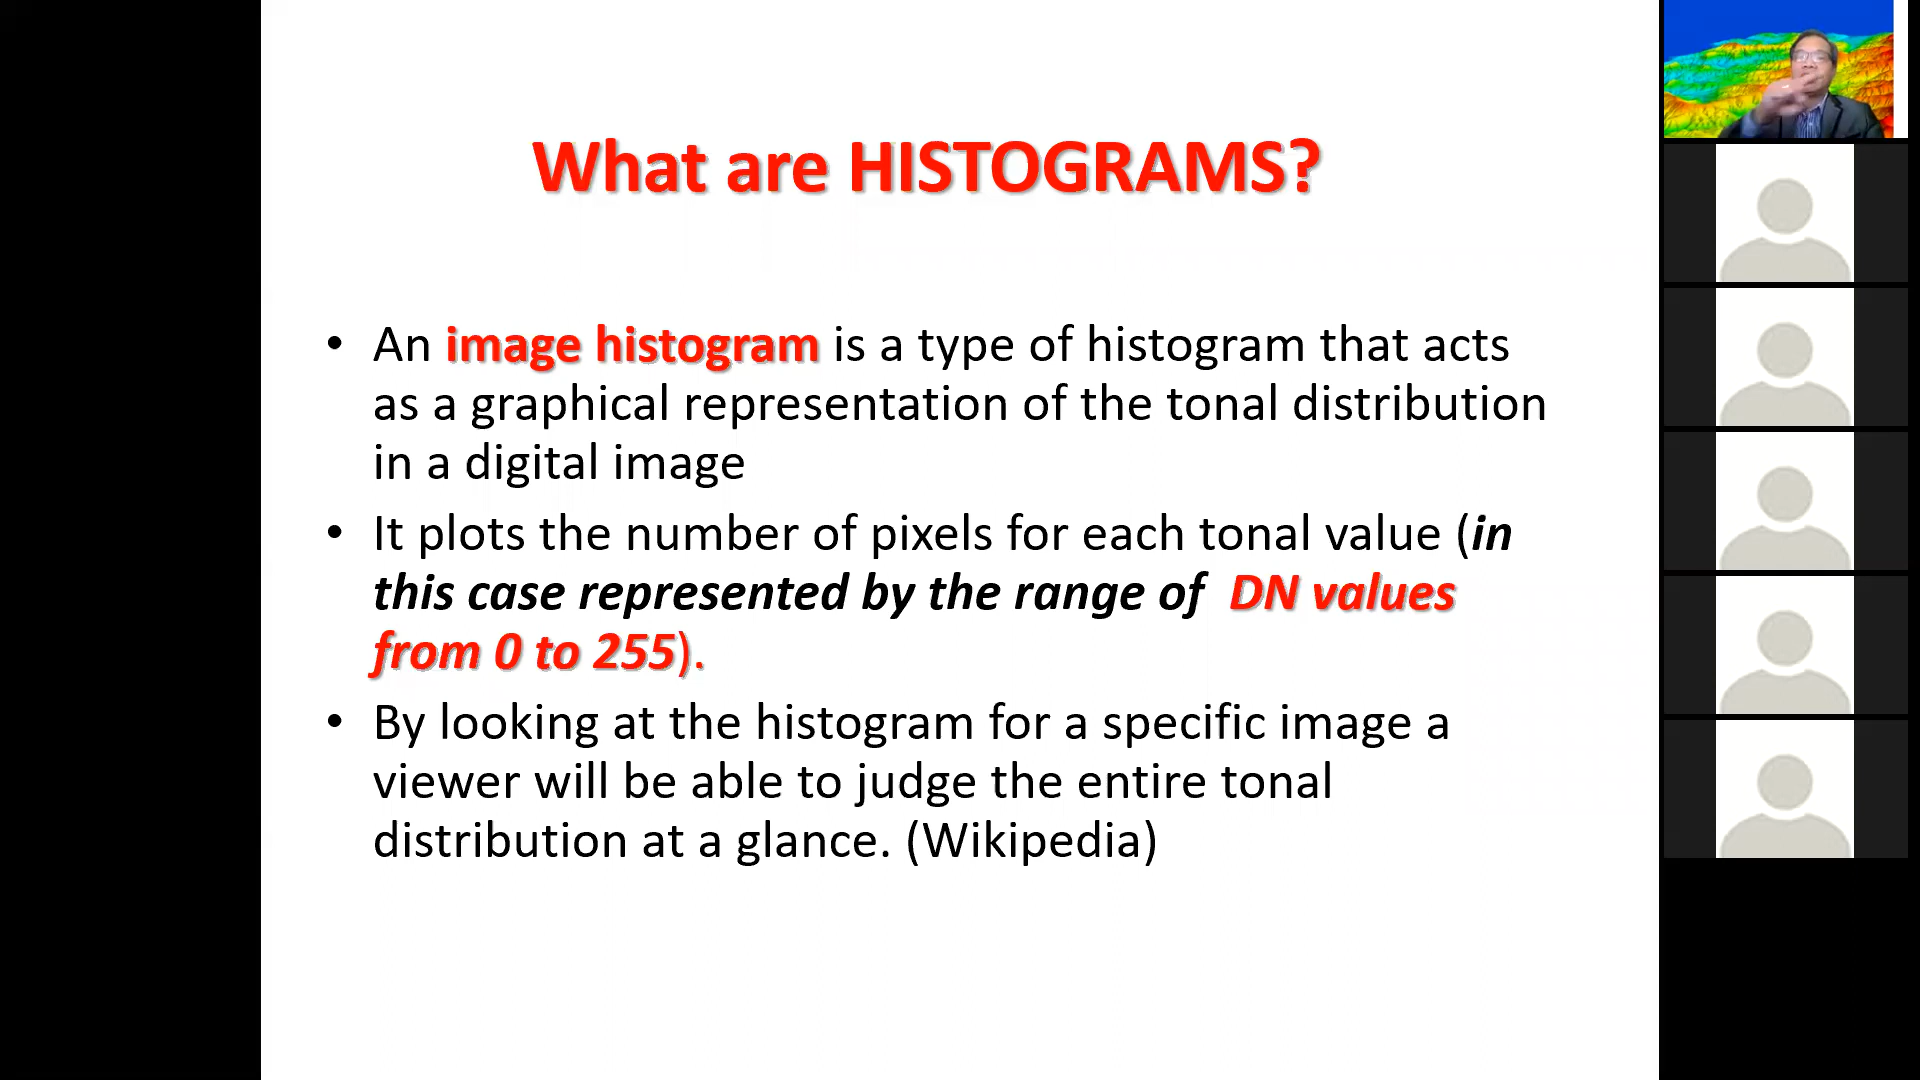 What are HISTOGRAMS?
• An image histogram is a type of histogram that acts
as a graphical representation of the tonal distribution
in a digital image
• It plots the number of pixels for each tonal value (in
this case represented by the range of DN values
from 0 to 255).
• By looking at the histogram for a specific image a
viewer will be able to judge the entire tonal
distribution at a glance. (Wikipedia)